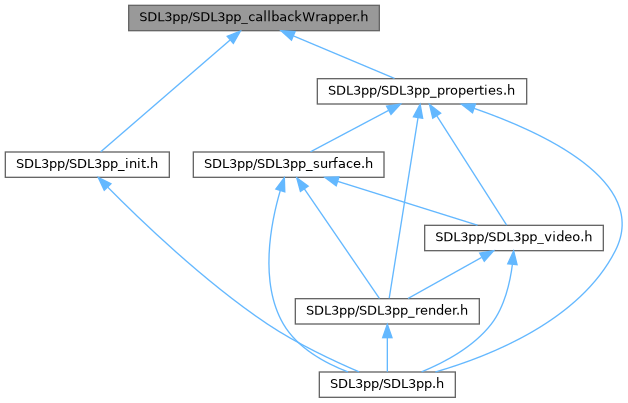 SDL3pp/SDL3pp_callbackWrapper.h
SDL3pp/SDL3pp_properties.h
SDL3pp/SDL3pp_init.h
SDL3pp/SDL3pp_surface.h
SDL3pp/SDL3pp_video.h
SDL3pp/SDL3pp_render.h
SDL3pp/SDL3pp.h